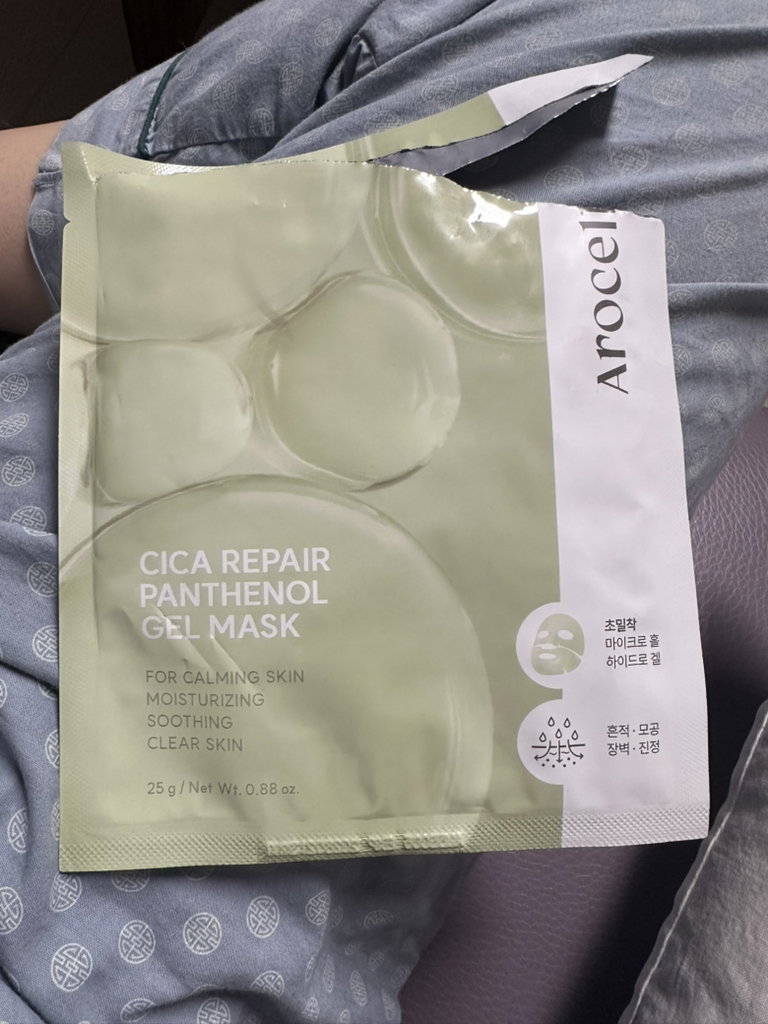 Arocell
CICA REPAIR
PANTHENOL
GEL MASK
FOR CALMING SKIN
MOISTURIZING
SOOTHING
CLEAR SKIN
25 g / Net Wt. 0.88 oz.
초밀착
마이크로 홀
하이드로 겔
흔적 · 모공
장벽 · 진정